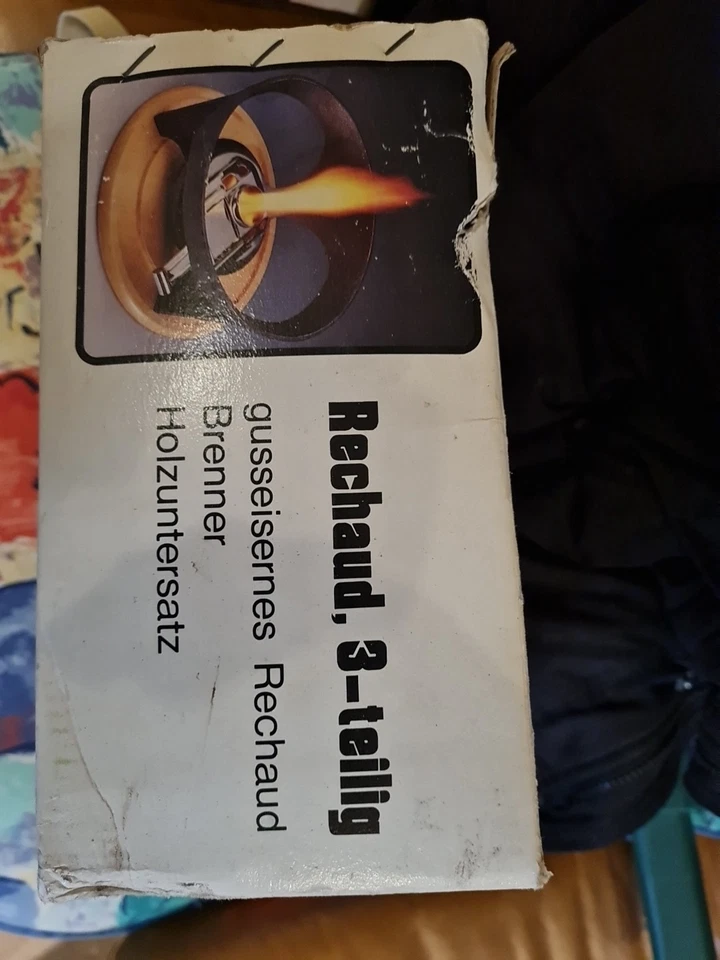 Rechaud, 3-teilig
gusseisernes Rechaud
Brenner
Holzuntersatz